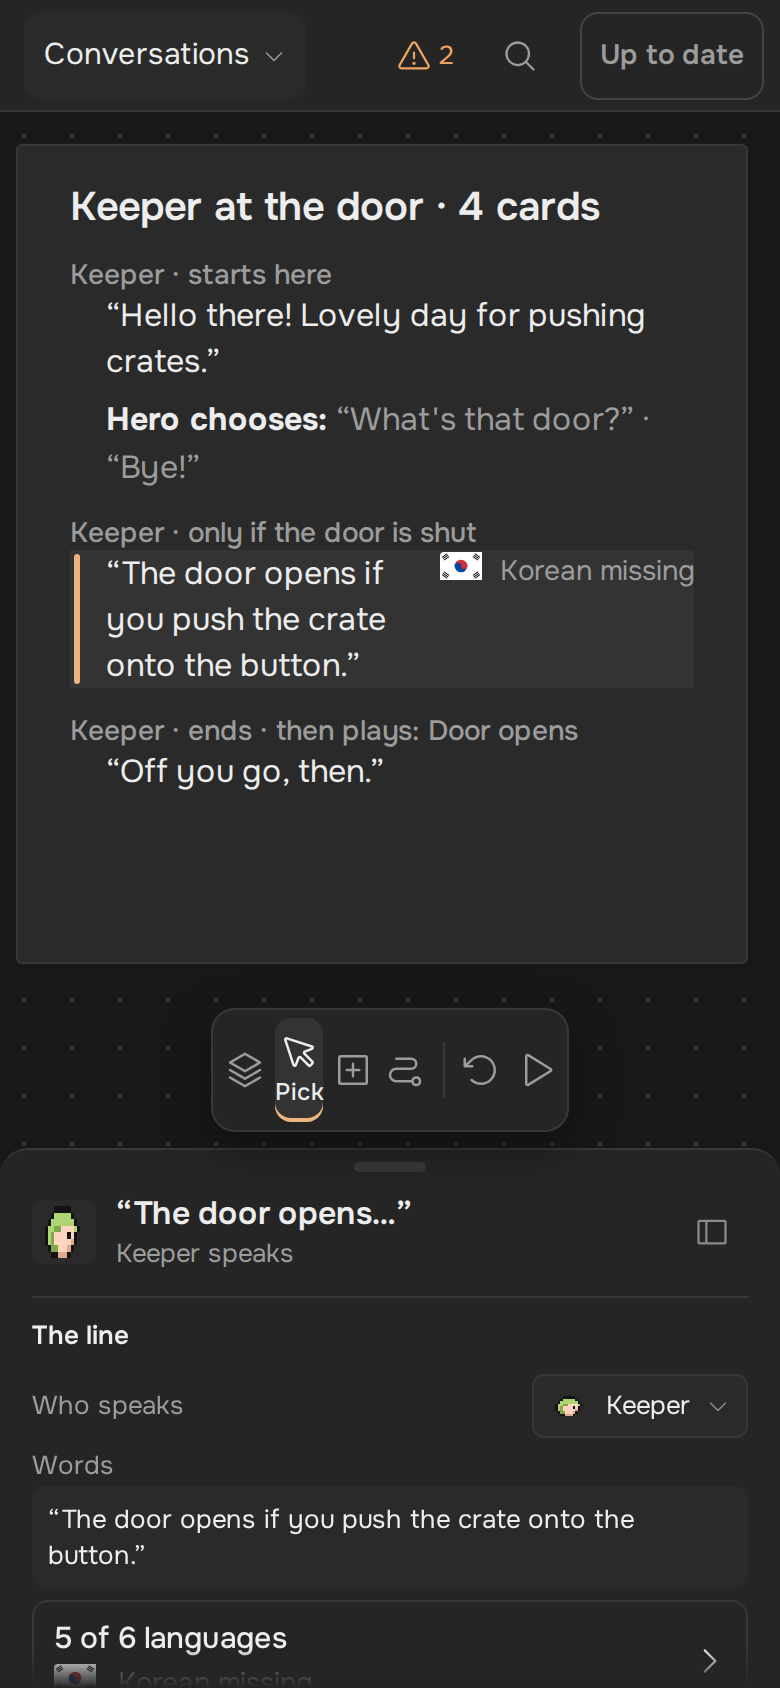 Conversations
2
Up to date
Keeper at the door · 4 cards
Keeper · starts here
“Hello there! Lovely day for pushing
crates.”
Hero chooses: “What's that door?” ·
“Bye!”
Keeper · only if the door is shut
“The door opens if
you push the crate
onto the button.”
Korean missing
Keeper · ends · then plays: Door opens
“Off you go, then.”
Pick
“The door opens...”
Keeper speaks
The line
Who speaks
Keeper
Words
“The door opens if you push the crate onto the
button.”
5 of 6 languages
Korean missing